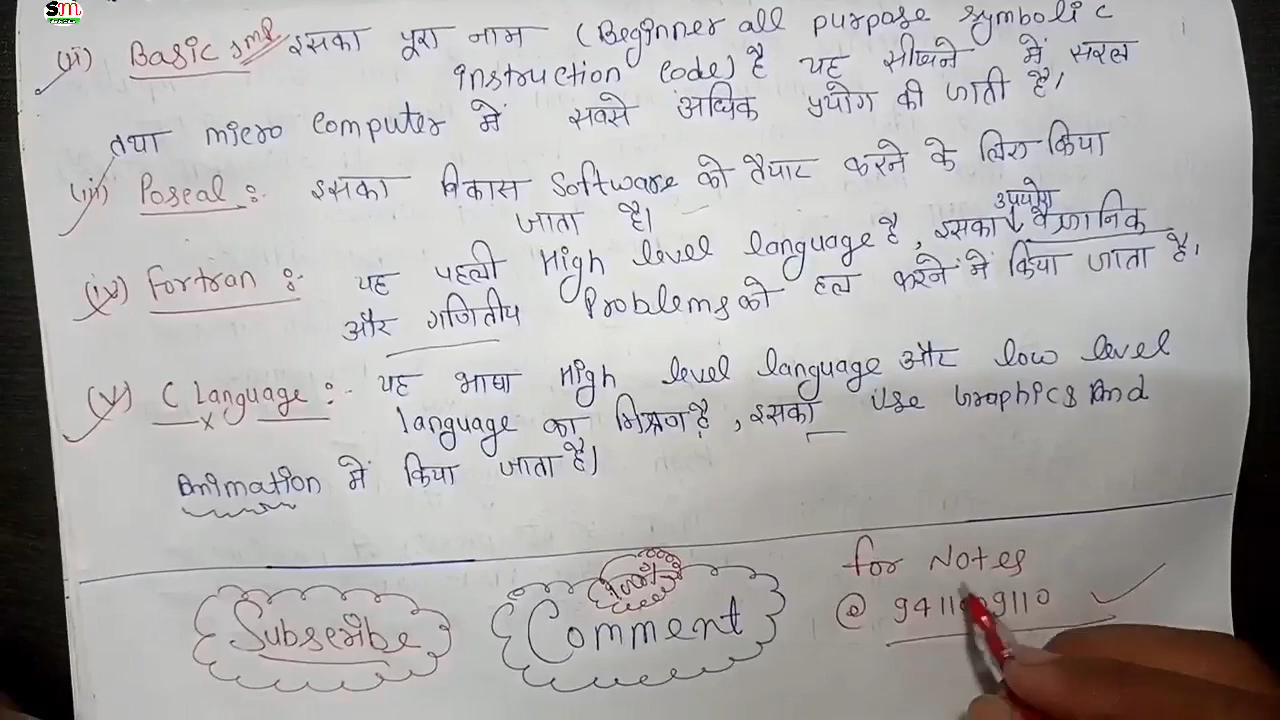 SM
(ii) Basic इसका पूरा नाम (Beginner all purpose symbolic
instruction Code) है यह सीखने में सरल
तथा micro Computer में सबसे अधिक प्रयोग की जाती है।
(iii) Poscal :- इसका विकास Software को तैयार करने के लिए किया
जाता है।
(iv) Fortran :- यह पहली High level language है, इसका उपयोग वैज्ञानिक
और गणितीय Problems को हल करने में किया जाता है।
(v) C Language :- यह भाषा High level language और low level
language का मिश्रण है, इसका Use Graphics And
Animation में किया जाता है।
for Notes
Subscribe Comment @